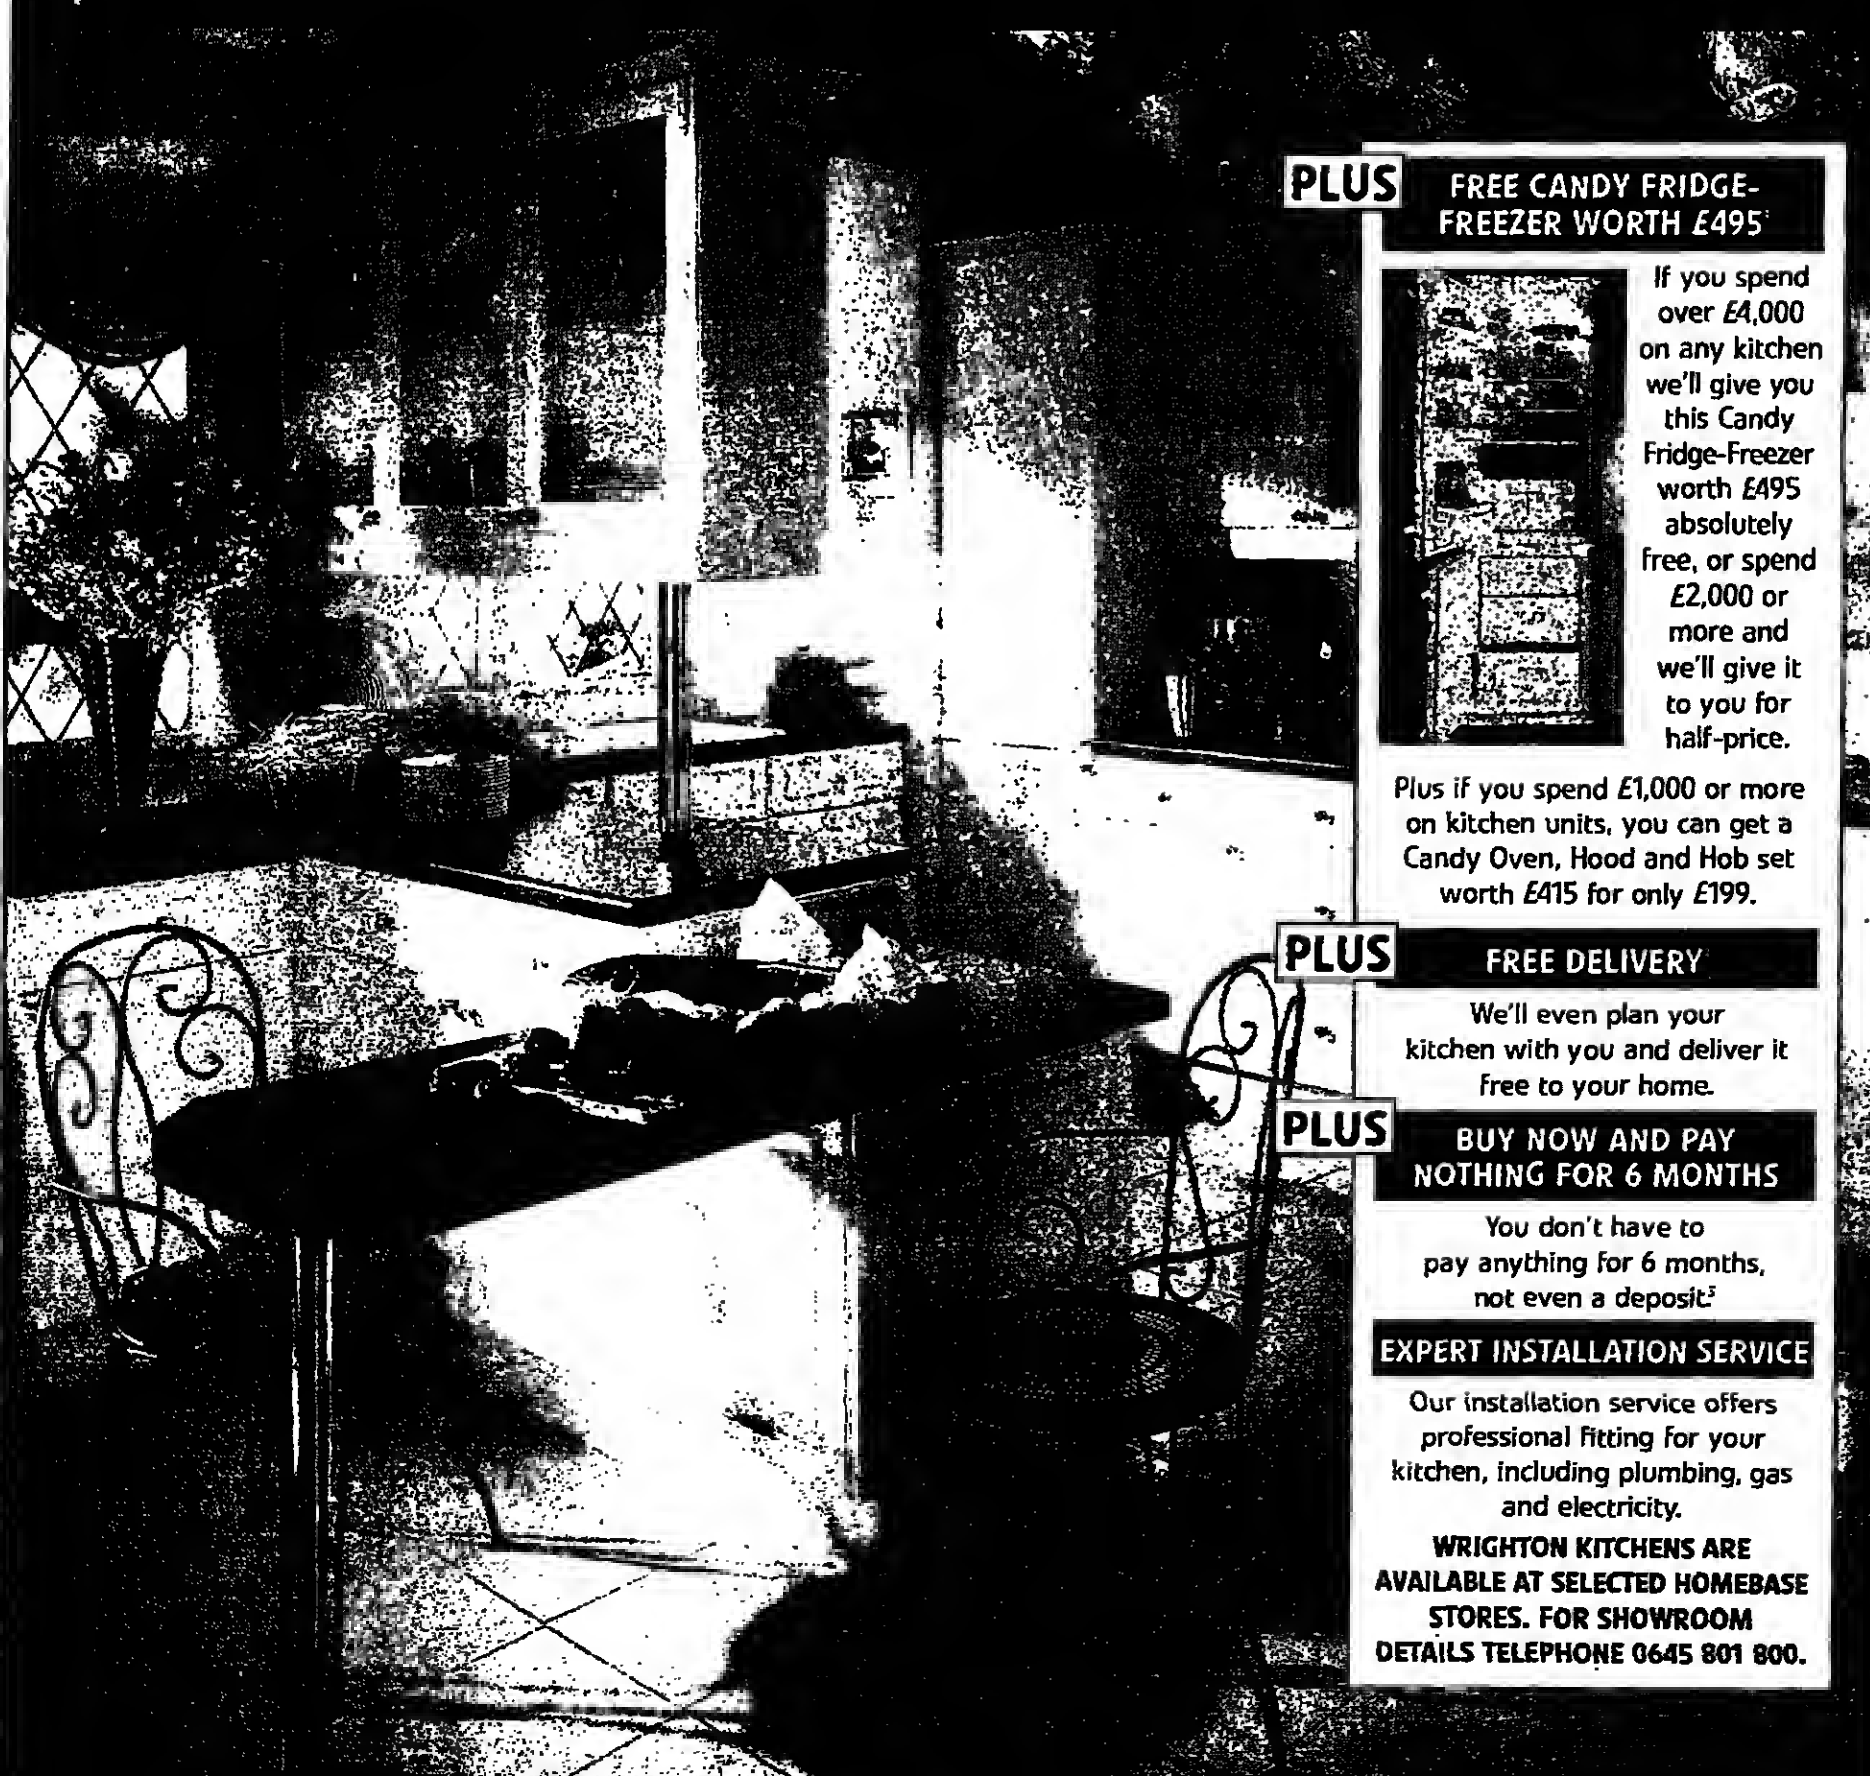 PLUS
FREE CANDY FRIDGE-
FREEZER WORTH £495‡
If you spend
over £4,000
on any kitchen
we'll give you
this Candy
Fridge-Freezer
worth £495
absolutely
free, or spend
£2,000 or
more and
we'll give it
to you for
half-price.
Plus if you spend £1,000 or more
on kitchen units, you can get a
Candy Oven, Hood and Hob set
worth £415 for only £199.
PLUS
FREE DELIVERY
We'll even plan your
kitchen with you and deliver it
free to your home.
PLUS
BUY NOW AND PAY
NOTHING FOR 6 MONTHS
You don't have to
pay anything for 6 months,
not even a deposit.§
EXPERT INSTALLATION SERVICE
Our installation service offers
professional fitting for your
kitchen, including plumbing, gas
and electricity.
WRIGHTON KITCHENS ARE
AVAILABLE AT SELECTED HOMEBASE
STORES. FOR SHOWROOM
DETAILS TELEPHONE 0645 801 800.